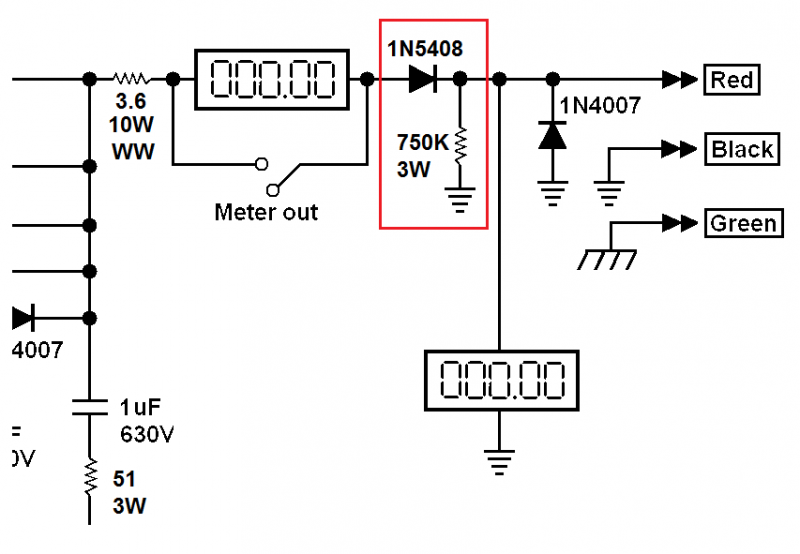 1N5408
000.00
Red
3.6
10W
WW
1N4007
750K
3W
Black
Meter out
Green
4007
000.00
1uF
630V
F
0V
51
3W